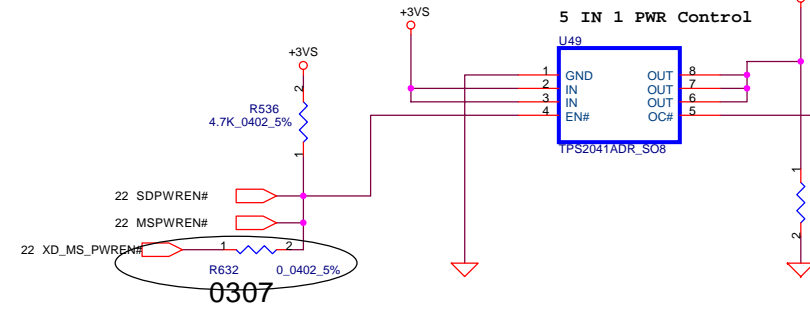 +3VS
5 IN 1 PWR Control
U49
+3VS
1 GND OUT 8
2 IN OUT 7
3 IN OUT 6
4 EN# OC# 5
TPS2041ADR_SO8
2
R536
4.7K_0402_5%
1
22 SDPWREN#
22 MSPWREN#
22 XD_MS_PWREN#
1 2
R632 0_0402_5%
0307
1
2